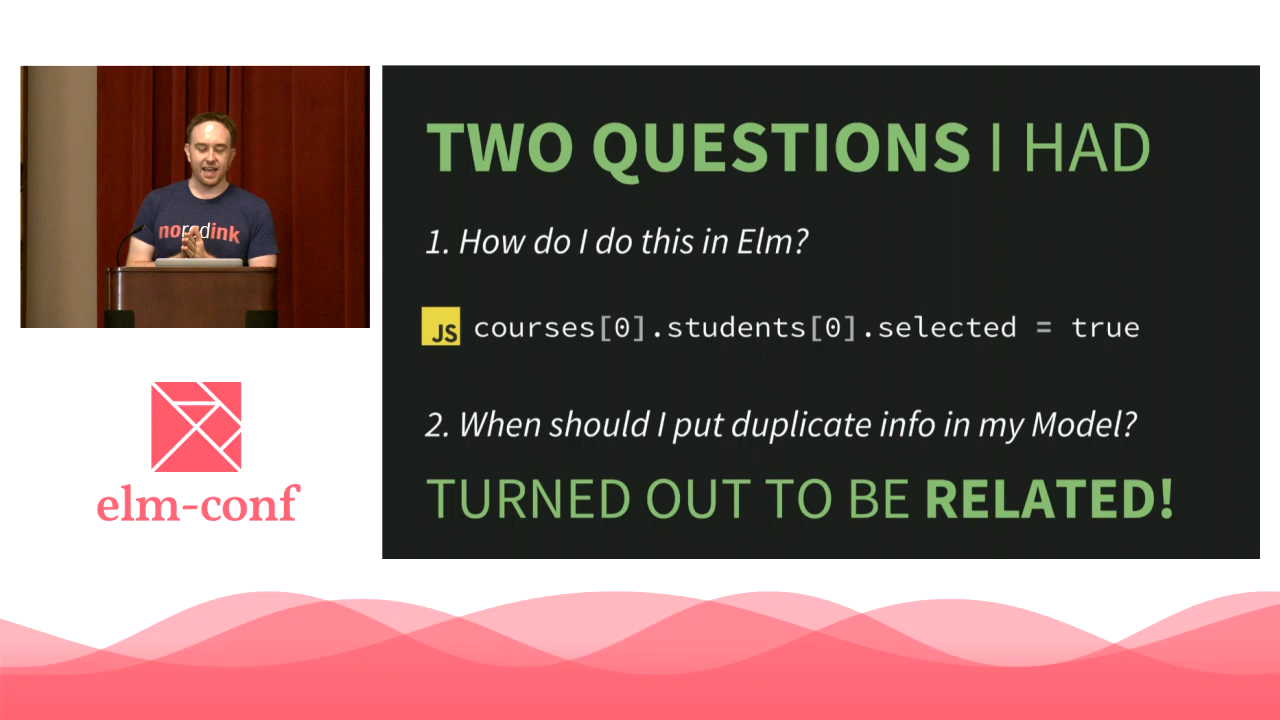 noredink
elm-conf
TWO QUESTIONS I HAD
1. How do I do this in Elm?
JS courses[0].students[0].selected = true
2. When should I put duplicate info in my Model?
TURNED OUT TO BE RELATED!